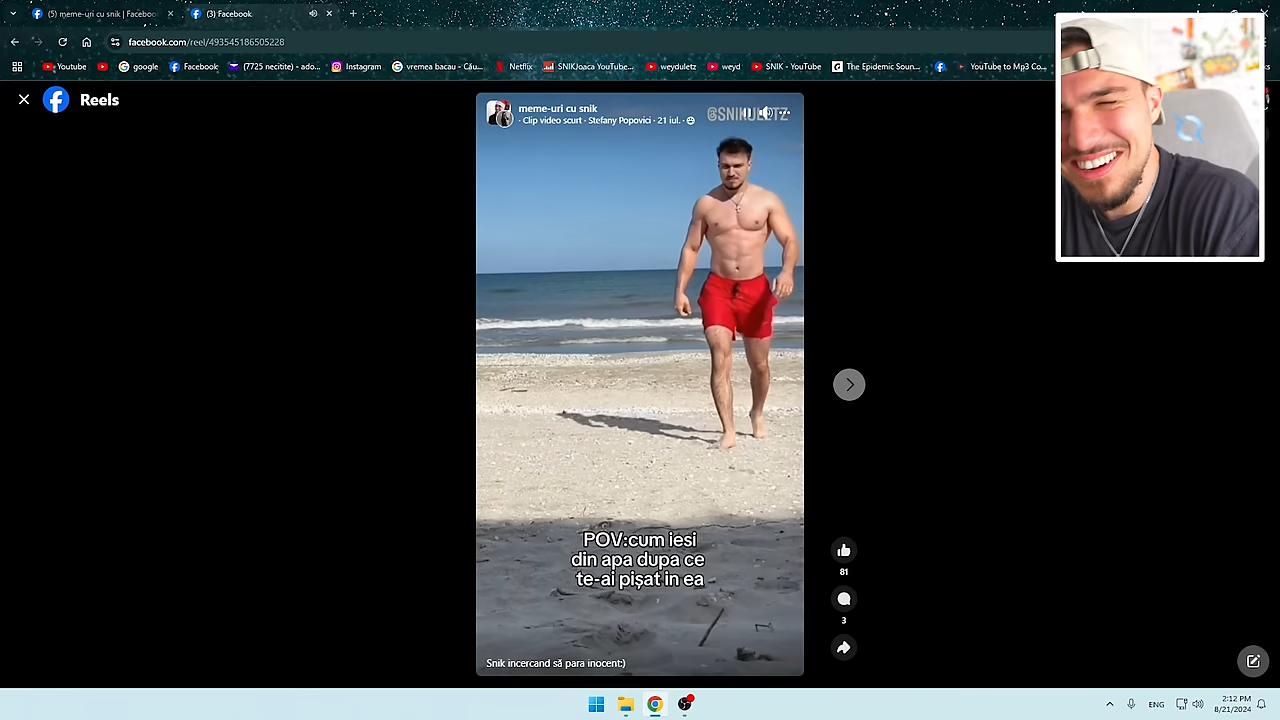 (5) meme-uri cu snik | Faceboo
(3) Facebook
facebook.com/reel/493545186505228
Youtube
google
Facebook
(7725 necitite) - ado...
Instagram
vremea bacau - Cău...
Netflix
SNIKJoaca YouTube...
weyduletz
weyd
SNIK - YouTube
The Epidemic Soun...
YouTube to Mp3 Co...
Reels
meme-uri cu snik
· Clip video scurt · Stefany Popovici · 21 iul. ·
@SNIKULETZ
POV:cum iesi
din apa dupa ce
te-ai pișat in ea
81
3
Snik incercand să para inocent:)
ENG
2:12 PM
8/21/2024